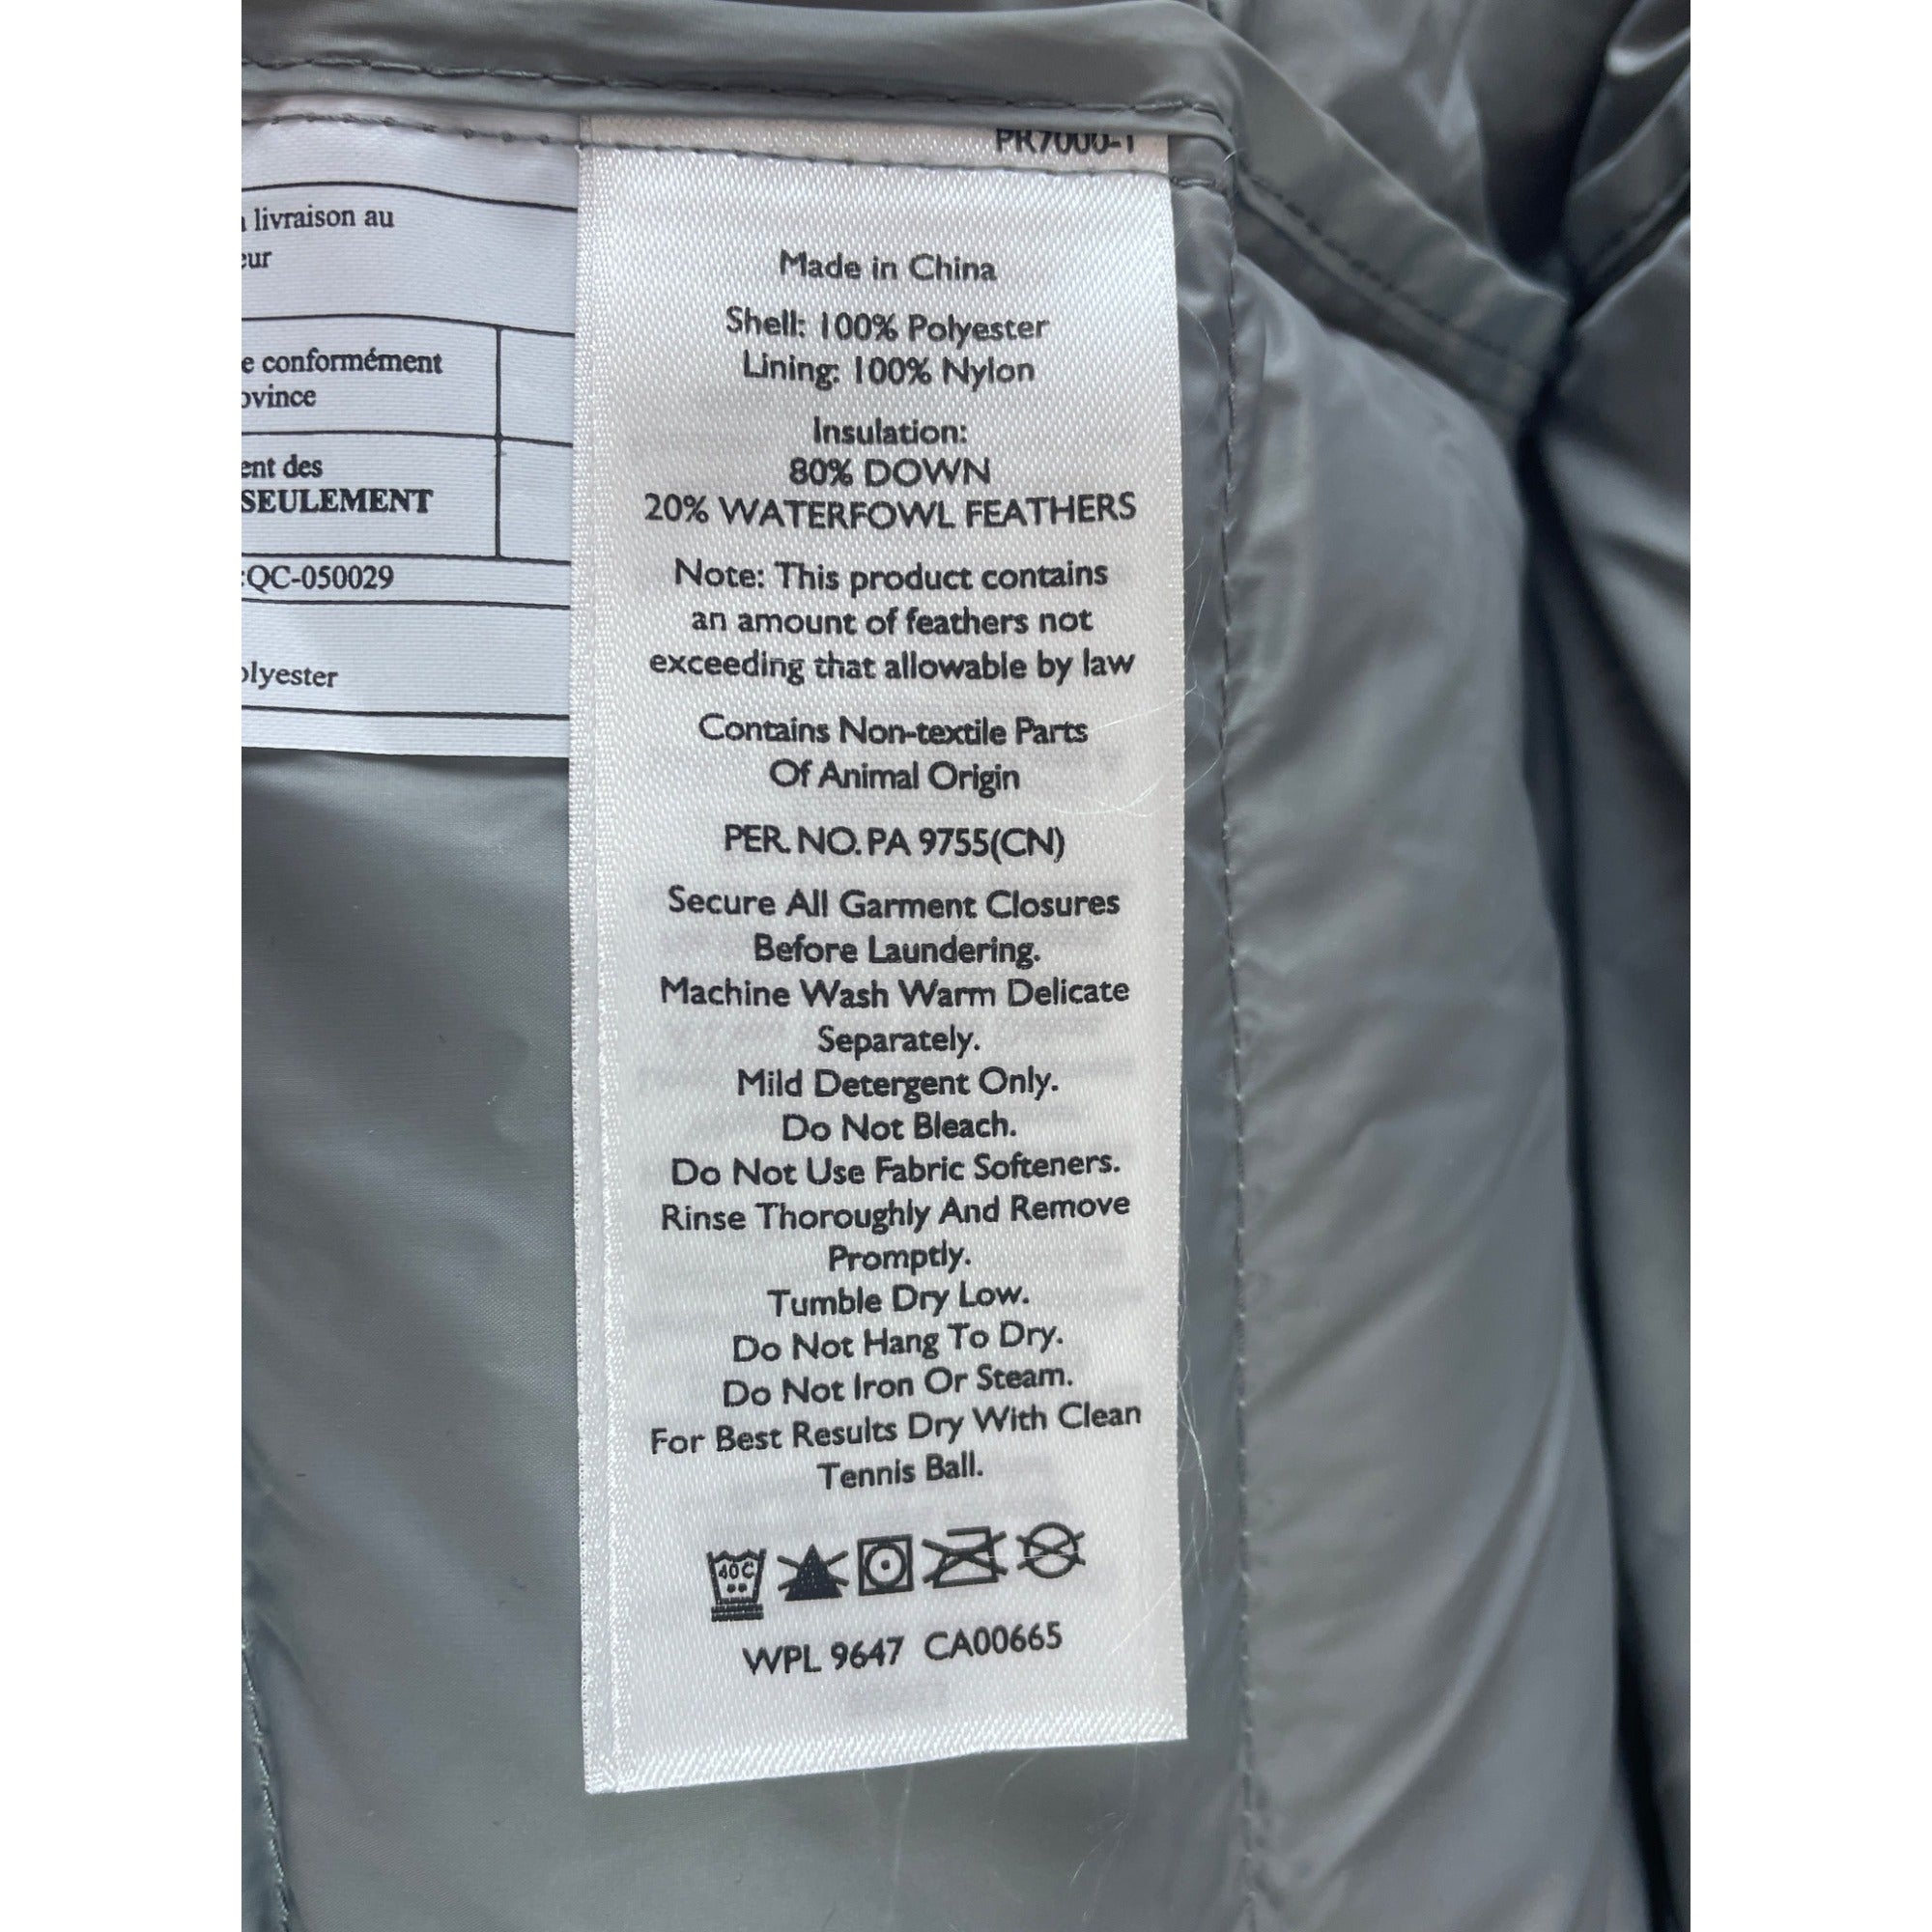 PR7000-1
livraison au
conformément
ent des
SEULEMENT
QC-050029
Made in China
Shell: 100% Polyester
Lining: 100% Nylon
Insulation:
80% DOWN
20% WATERFOWL FEATHERS
Note: This product contains
an amount of feathers not
exceeding that allowable by law
Contains Non-textile Parts
Of Animal Origin
PER. NO. PA 9755(CN)
Secure All Garment Closures
Before Laundering.
Machine Wash Warm Delicate
Separately.
Mild Detergent Only.
Do Not Bleach.
Do Not Use Fabric Softeners.
Rinse Thoroughly And Remove
Promptly.
Tumble Dry Low.
Do Not Hang To Dry.
Do Not Iron Or Steam.
For Best Results Dry With Clean
Tennis Ball.
40C
WPL 9647 CA00665